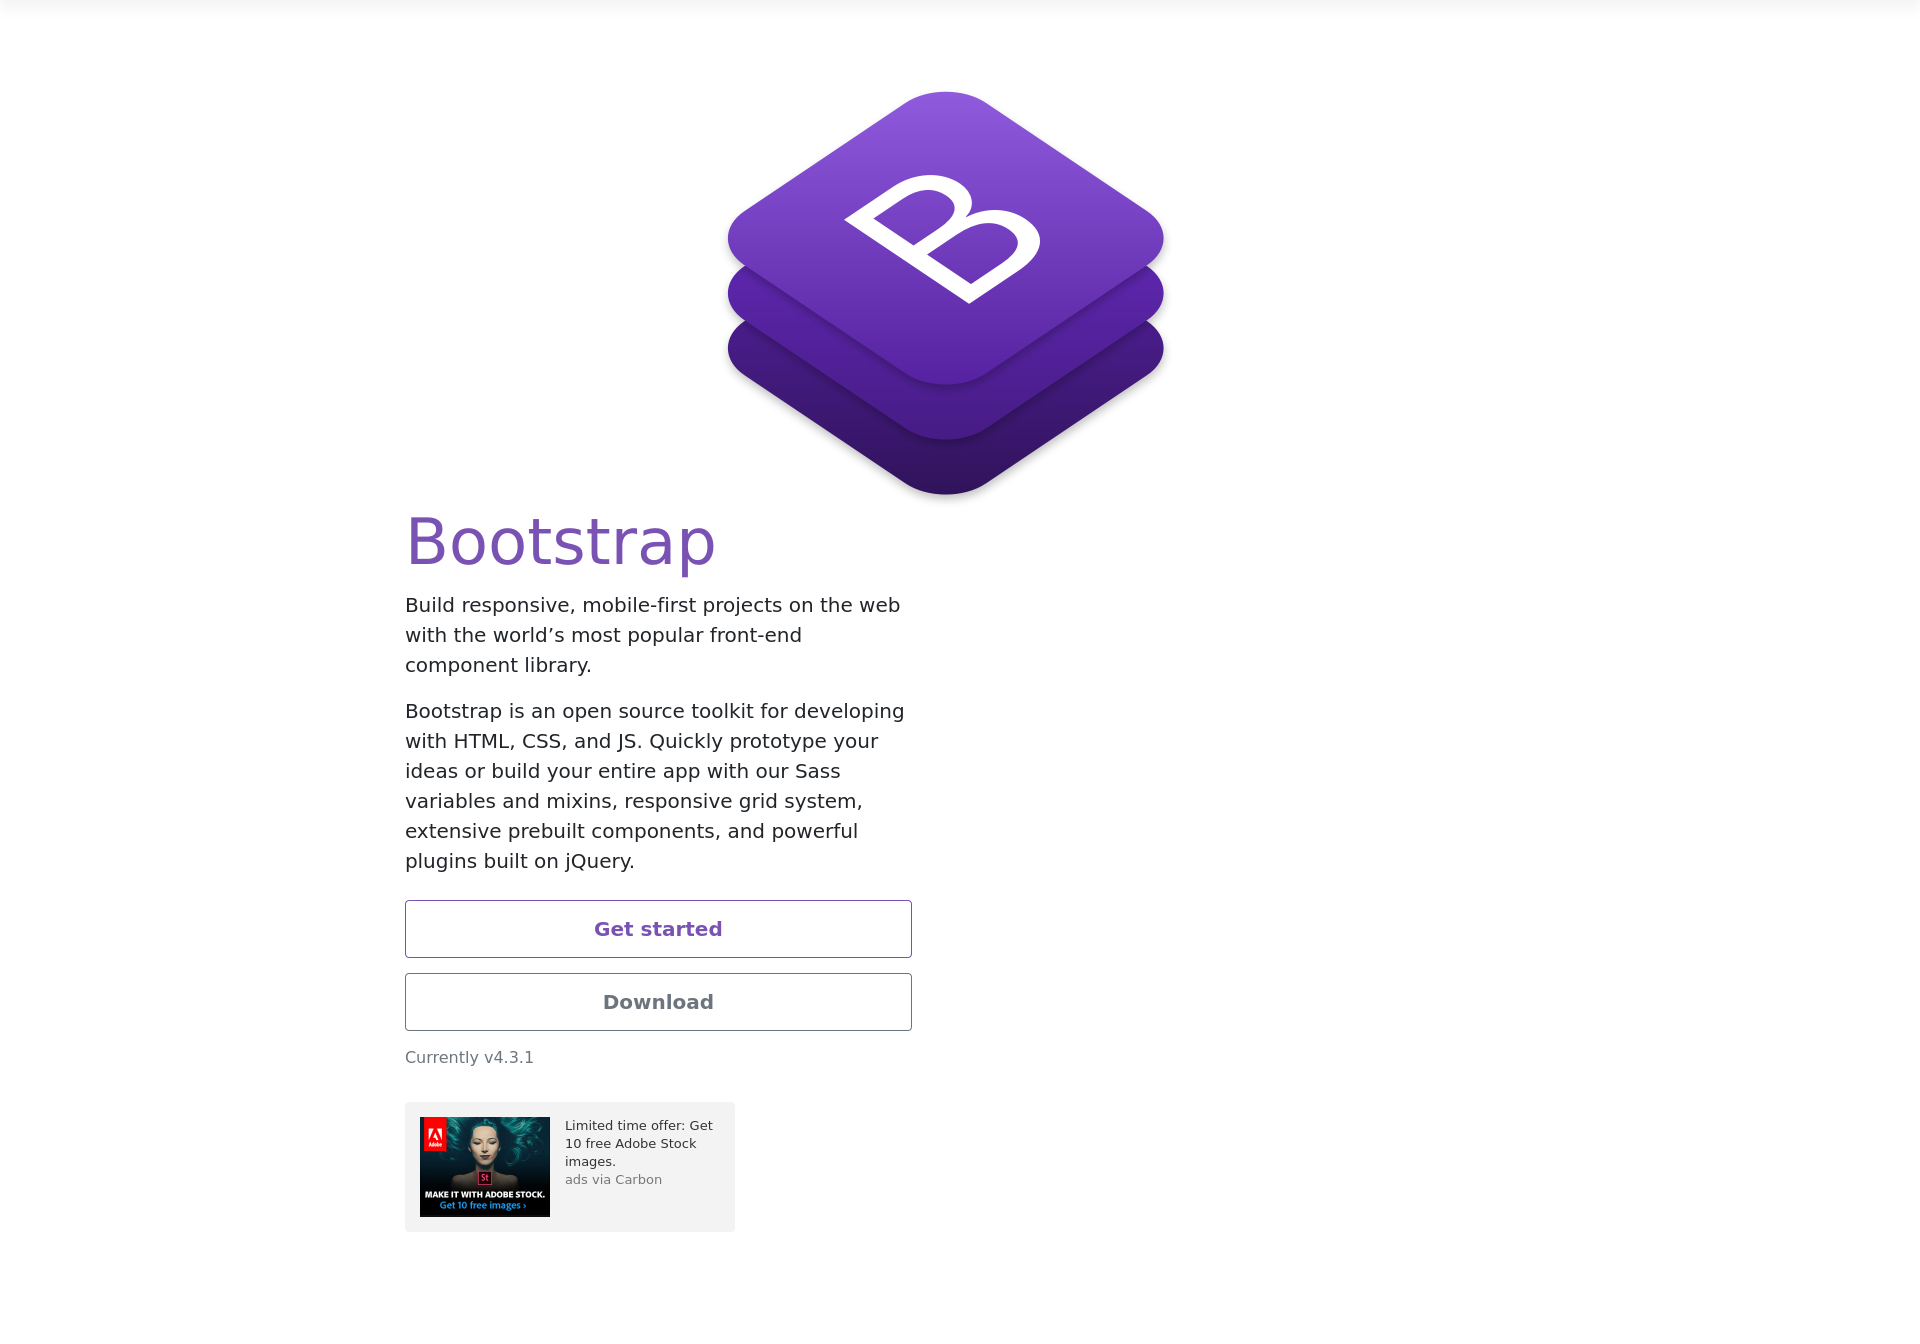 B
Bootstrap
Build responsive, mobile-first projects on the web
with the world’s most popular front-end
component library.
Bootstrap is an open source toolkit for developing
with HTML, CSS, and JS. Quickly prototype your
ideas or build your entire app with our Sass
variables and mixins, responsive grid system,
extensive prebuilt components, and powerful
plugins built on jQuery.
Get started
Download
Currently v4.3.1
Adobe
St
MAKE IT WITH ADOBE STOCK.
Get 10 free images ›
Limited time offer: Get
10 free Adobe Stock
images.
ads via Carbon